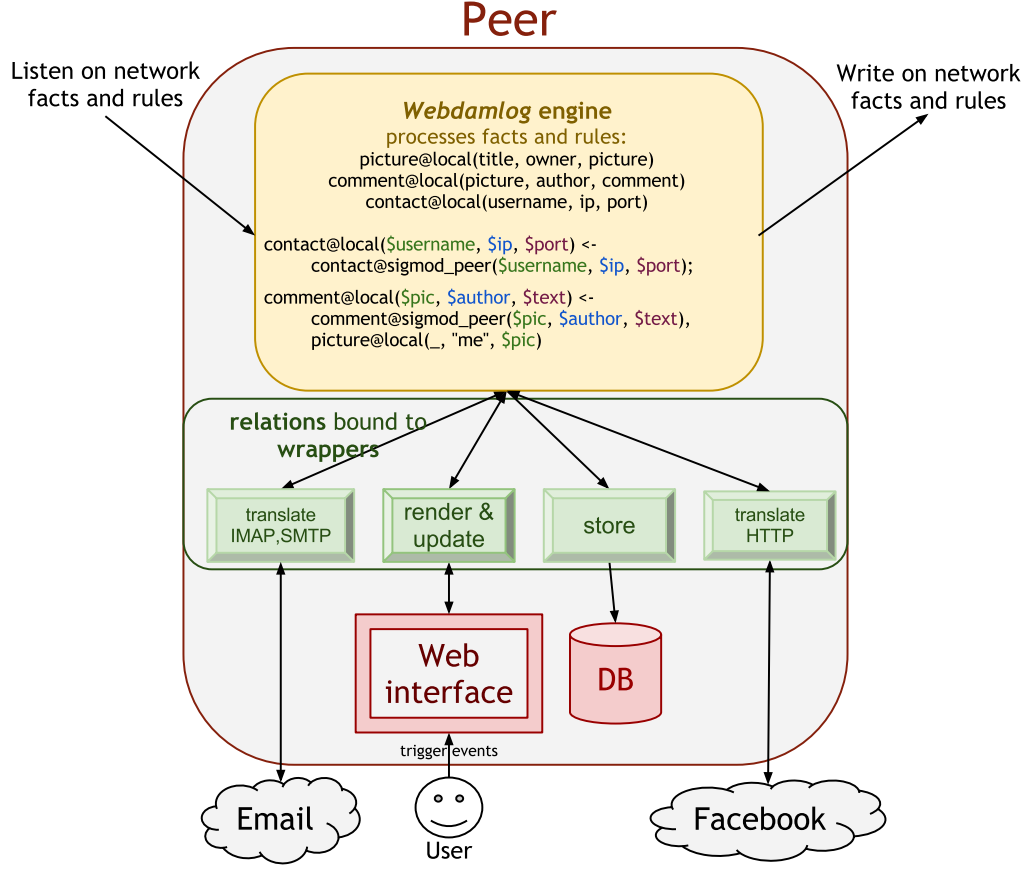 Peer
Listen on network
facts and rules
Write on network
facts and rules
Webdamlog engine
processes facts and rules:
picture@local(title, owner, picture)
comment@local(picture, author, comment)
contact@local(username, ip, port)
contact@local($username, $ip, $port) <-
contact@sigmod_peer($username, $ip, $port);
comment@local($pic, $author, $text) <-
comment@sigmod_peer($pic, $author, $text),
picture@local(_, "me", $pic)
relations bound to
wrappers
translate
IMAP,SMTP
render &
update
store
translate
HTTP
Web
interface
DB
trigger events
Email
User
Facebook